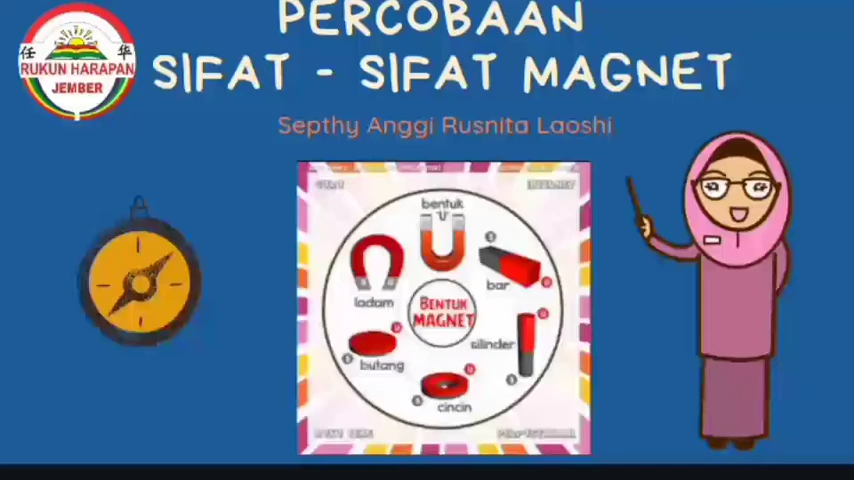 PERCOBAAN
SIFAT - SIFAT MAGNET
任 华
RUKUN HARAPAN
JEMBER
Septhy Anggi Rusnita Laoshi
bentuk
'U'
ladam
S
bar
U
BENTUK
MAGNET
U
silinder
S
U
S
butang
U
S
cincin